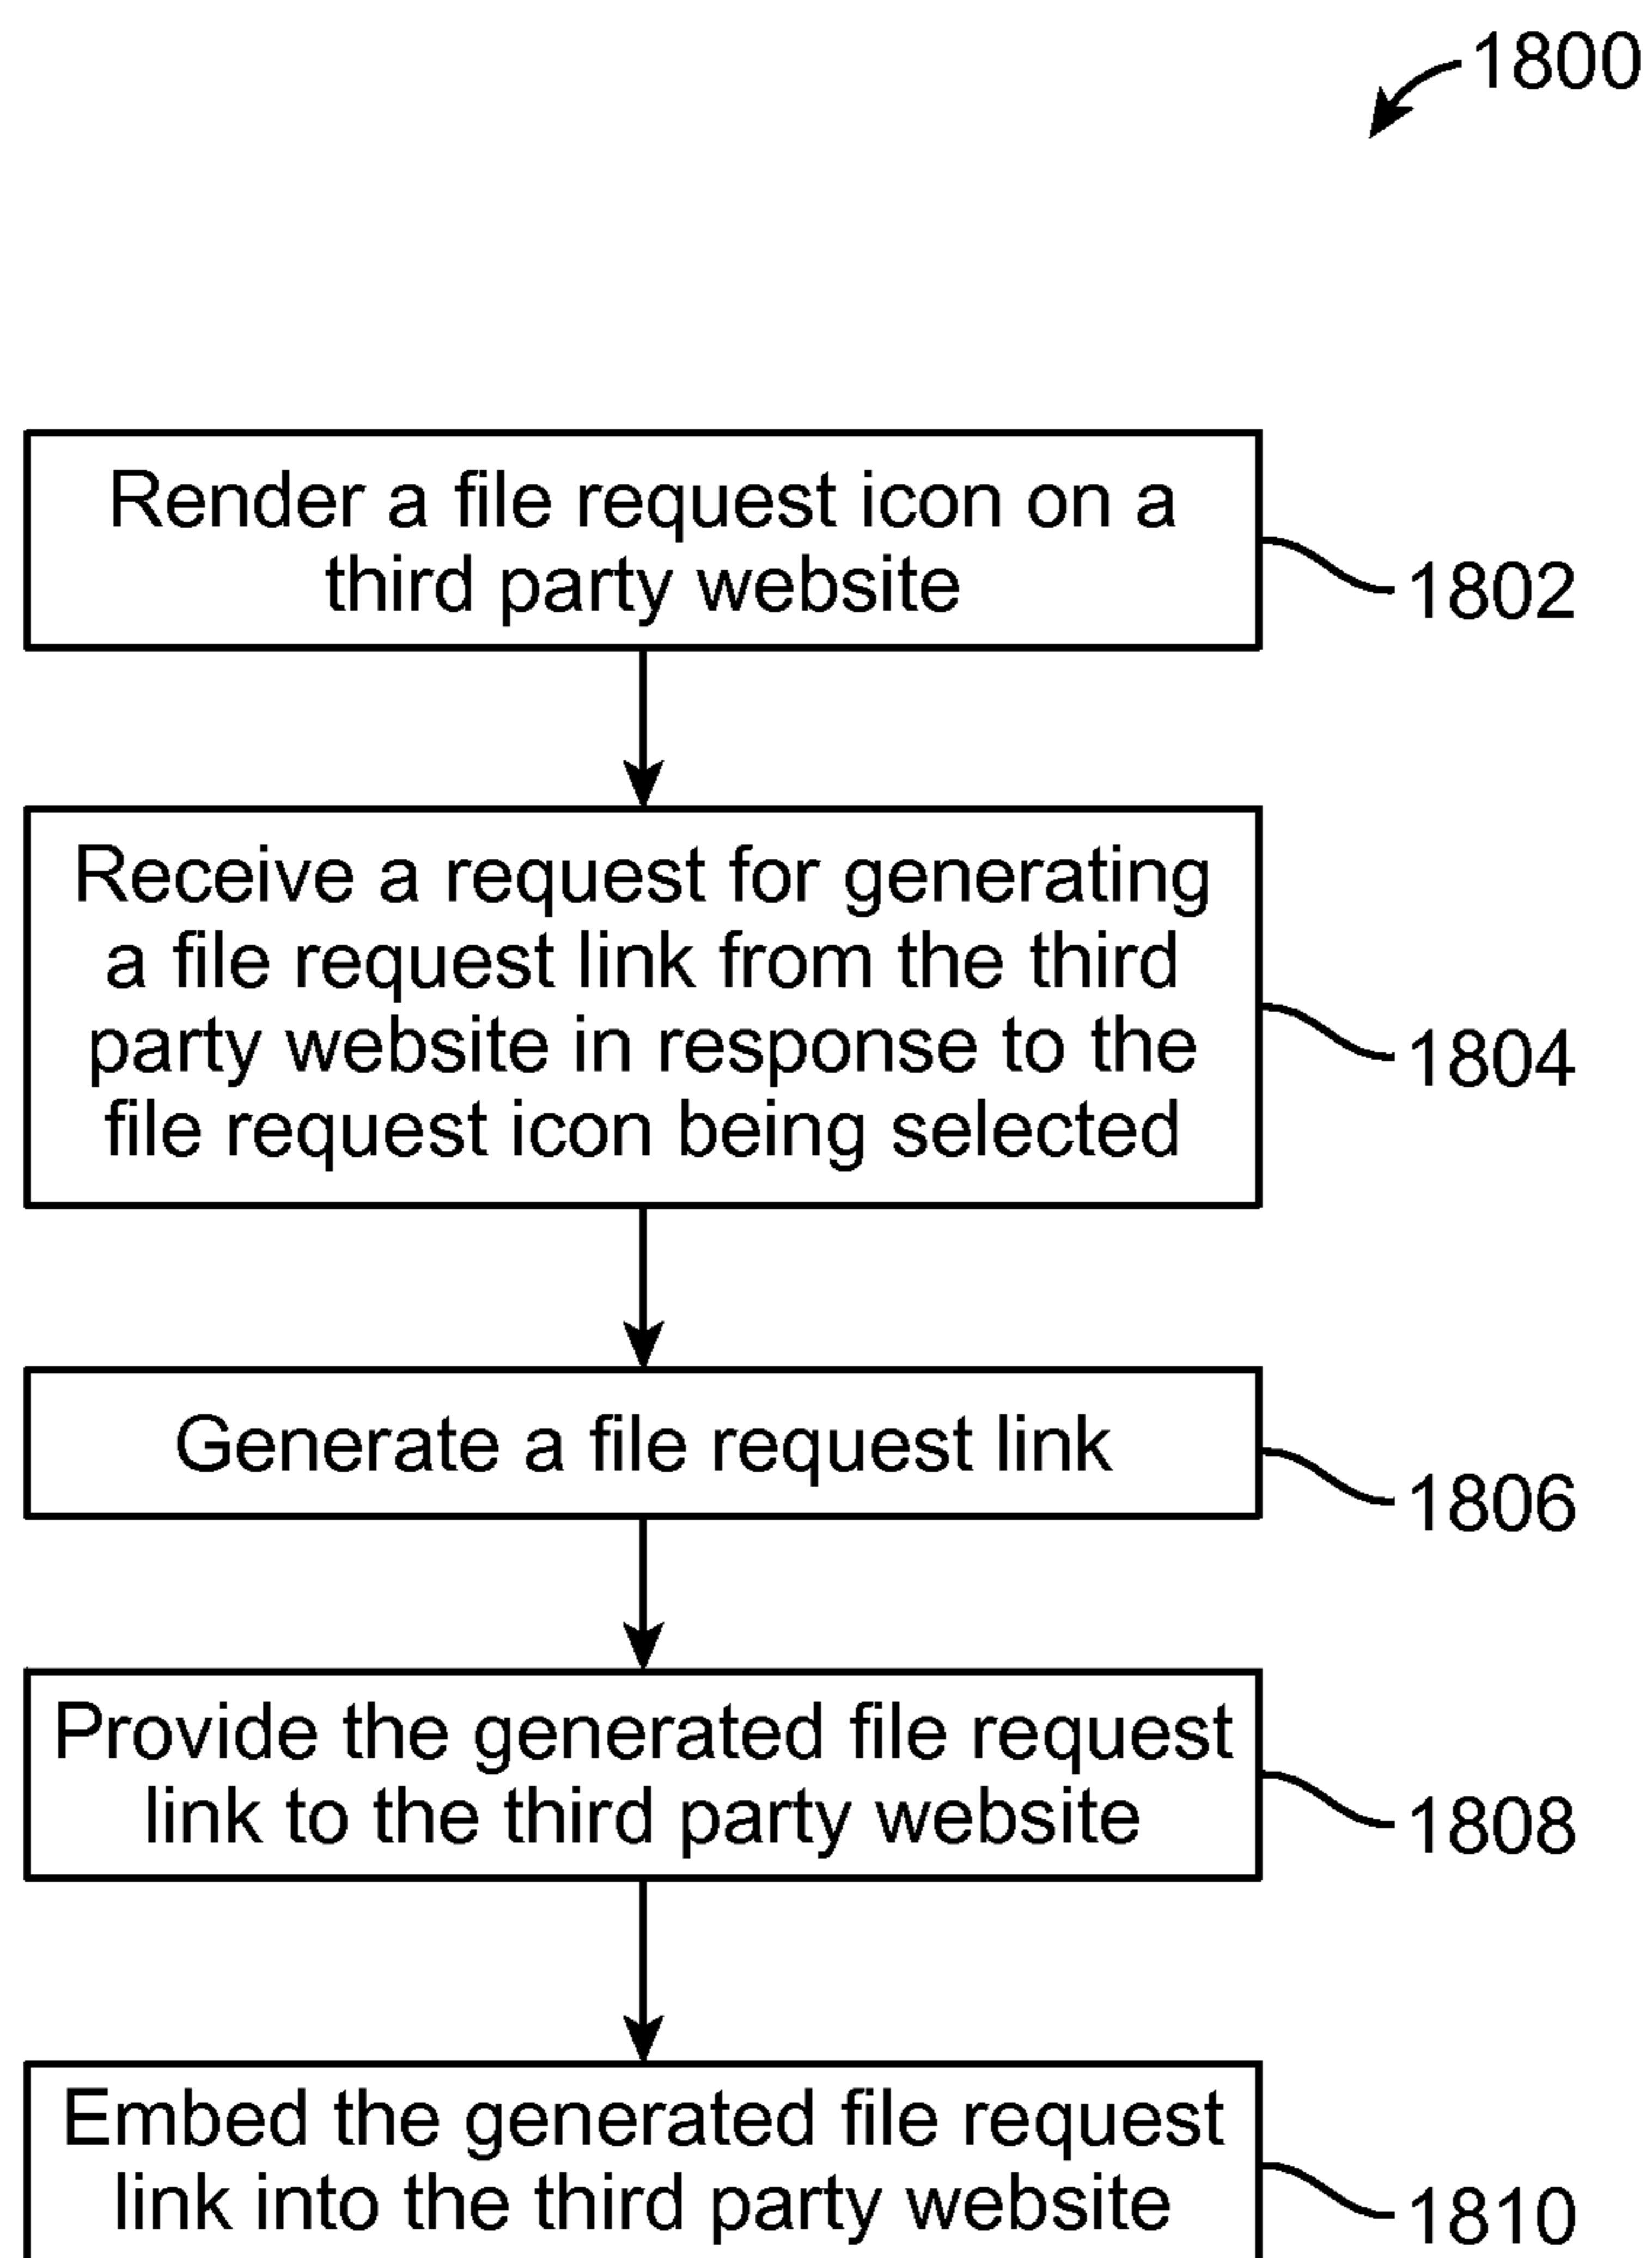 1800
Render a file request icon on a
third party website
1802
Receive a request for generating
a file request link from the third
party website in response to the
file request icon being selected
1804
Generate a file request link
1806
Provide the generated file request
link to the third party website
1808
Embed the generated file request
link into the third party website
1810